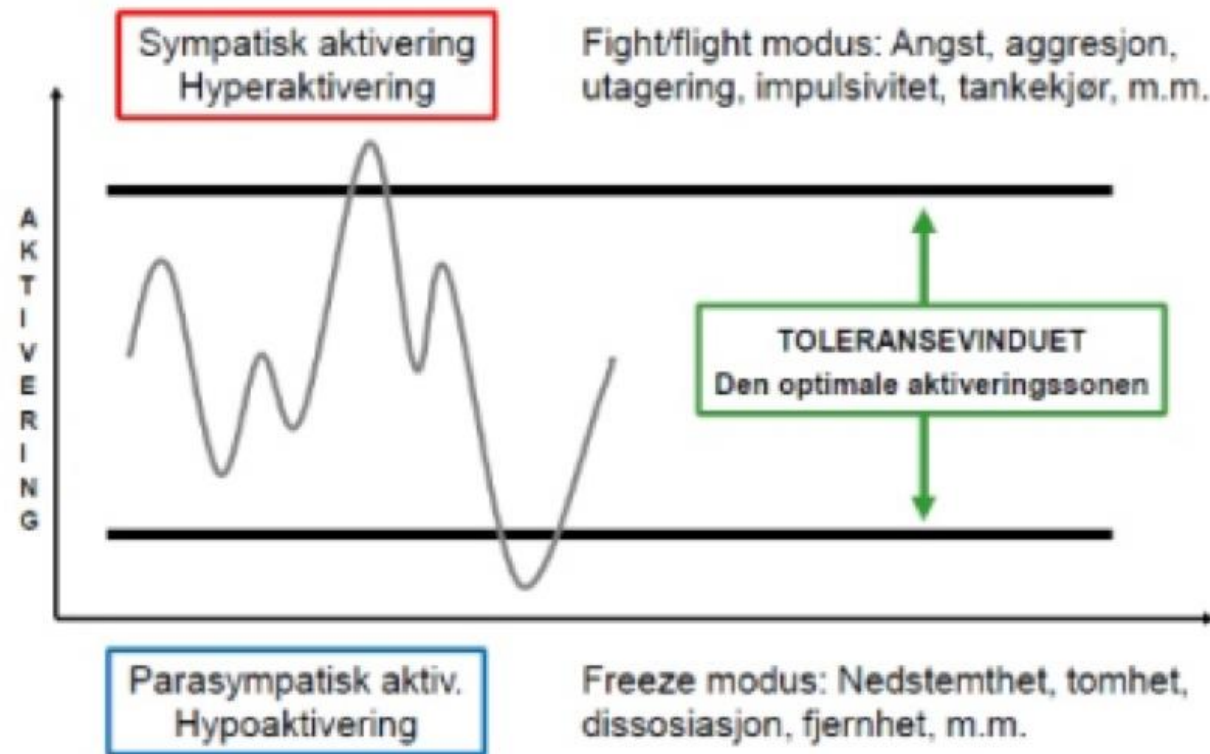 Sympatisk aktivering
Hyperaktivering
Fight/flight modus: Angst, aggresjon,
utagering, impulsivitet, tankekjør, m.m.
AKTIVERING
TOLERANSEVINDUET
Den optimale aktiveringssonen
Parasympatisk aktiv.
Hypoaktivering
Freeze modus: Nedstemthet, tomhet,
dissosiasjon, fjernhet, m.m.